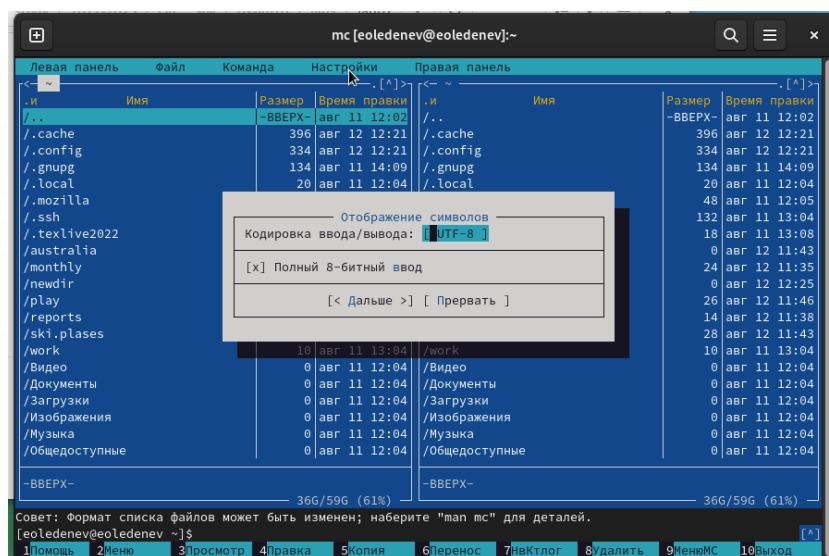 mc [eoledenev@eoledenev]:~
Левая панель Файл Команда Настройки Правая панель
<─ ~ .[^]> <─ ~ .[^]>
.и Имя Размер Время правки .и Имя Размер Время правки
/.. -ВВЕРХ- авг 11 12:02 /.. -ВВЕРХ- авг 11 12:02
/.cache 396 авг 12 12:21 /.cache 396 авг 12 12:21
/.config 334 авг 12 12:21 /.config 334 авг 12 12:21
/.gnupg 134 авг 11 14:09 /.gnupg 134 авг 11 14:09
/.local 20 авг 11 12:04 /.local 20 авг 11 12:04
/.mozilla 48 авг 11 12:05
/.ssh 132 авг 11 13:04
/.texlive2022 18 авг 11 13:08
/australia 0 авг 12 11:43
/monthly 24 авг 12 11:35
/newdir 0 авг 12 12:25
/play 26 авг 12 11:46
/reports 14 авг 12 11:38
/ski.plases 28 авг 12 11:43
/work 10 авг 11 13:04 /work 10 авг 11 13:04
/Видео 0 авг 11 12:04 /Видео 0 авг 11 12:04
/Документы 0 авг 11 12:04 /Документы 0 авг 11 12:04
/Загрузки 0 авг 11 12:04 /Загрузки 0 авг 11 12:04
/Изображения 0 авг 11 12:04 /Изображения 0 авг 11 12:04
/Музыка 0 авг 11 12:04 /Музыка 0 авг 11 12:04
/Общедоступные 0 авг 11 12:04 /Общедоступные 0 авг 11 12:04
Отображение символов
Кодировка ввода/вывода: [ UTF-8 ]
[x] Полный 8-битный ввод
[< Дальше >] [ Прервать ]
-ВВЕРХ- -ВВЕРХ-
36G/59G (61%) 36G/59G (61%)
Совет: Формат списка файлов может быть изменен; наберите "man mc" для деталей.
[eoledenev@eoledenev ~]$ [^]
1Помощь 2Меню 3Просмотр 4Правка 5Копия 6Перенос 7НвКтлог 8Удалить 9МенюМС 10Выход